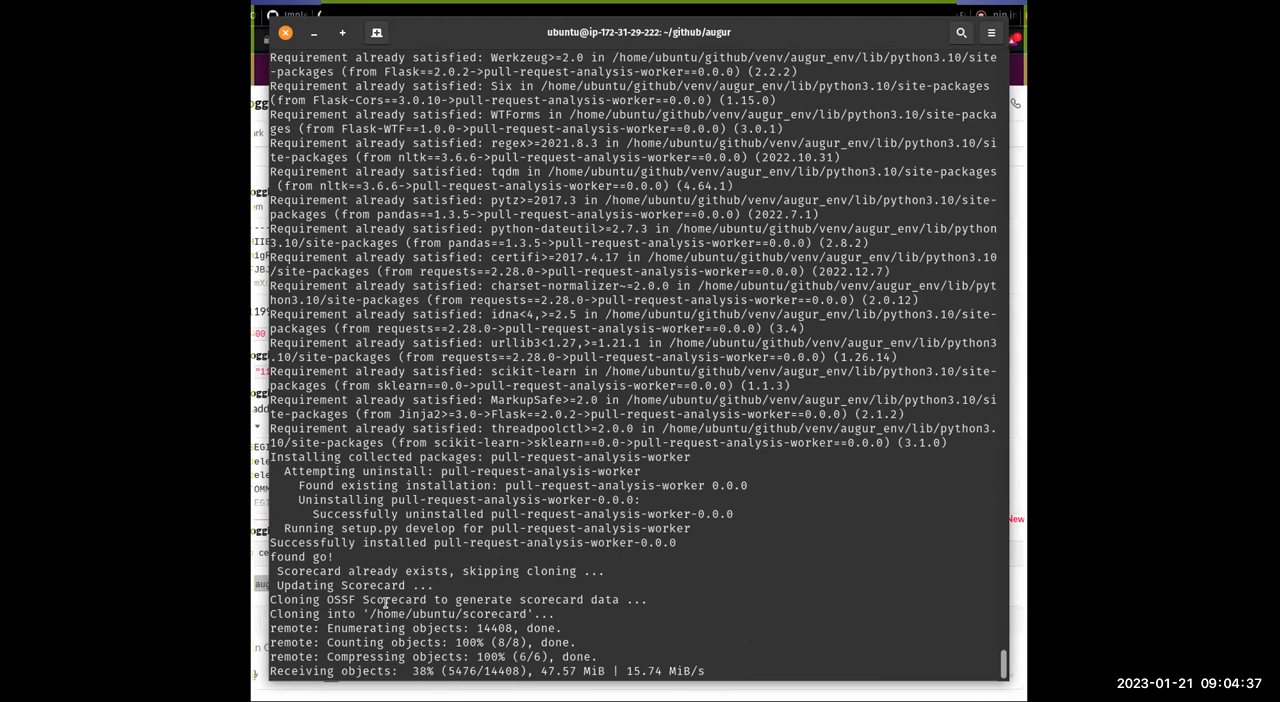 ubuntu@ip-172-31-29-222: ~/github/augur
Requirement already satisfied: Werkzeug>=2.0 in /home/ubuntu/github/venv/augur_env/lib/python3.10/site
-packages (from Flask==2.0.2->pull-request-analysis-worker==0.0.0) (2.2.2)
Requirement already satisfied: Six in /home/ubuntu/github/venv/augur_env/lib/python3.10/site-packages
(from Flask-Cors==3.0.10->pull-request-analysis-worker==0.0.0) (1.15.0)
Requirement already satisfied: WTForms in /home/ubuntu/github/venv/augur_env/lib/python3.10/site-packa
ges (from Flask-WTF==1.0.0->pull-request-analysis-worker==0.0.0) (3.0.1)
Requirement already satisfied: regex>=2021.8.3 in /home/ubuntu/github/venv/augur_env/lib/python3.10/si
te-packages (from nltk==3.6.6->pull-request-analysis-worker==0.0.0) (2022.10.31)
Requirement already satisfied: tqdm in /home/ubuntu/github/venv/augur_env/lib/python3.10/site-packages
 (from nltk==3.6.6->pull-request-analysis-worker==0.0.0) (4.64.1)
Requirement already satisfied: pytz>=2017.3 in /home/ubuntu/github/venv/augur_env/lib/python3.10/site-
packages (from pandas==1.3.5->pull-request-analysis-worker==0.0.0) (2022.7.1)
Requirement already satisfied: python-dateutil>=2.7.3 in /home/ubuntu/github/venv/augur_env/lib/python
3.10/site-packages (from pandas==1.3.5->pull-request-analysis-worker==0.0.0) (2.8.2)
Requirement already satisfied: certifi>=2017.4.17 in /home/ubuntu/github/venv/augur_env/lib/python3.10
/site-packages (from requests==2.28.0->pull-request-analysis-worker==0.0.0) (2022.12.7)
Requirement already satisfied: charset-normalizer~=2.0.0 in /home/ubuntu/github/venv/augur_env/lib/pyt
hon3.10/site-packages (from requests==2.28.0->pull-request-analysis-worker==0.0.0) (2.0.12)
Requirement already satisfied: idna<4,>=2.5 in /home/ubuntu/github/venv/augur_env/lib/python3.10/site-
packages (from requests==2.28.0->pull-request-analysis-worker==0.0.0) (3.4)
Requirement already satisfied: urllib3<1.27,>=1.21.1 in /home/ubuntu/github/venv/augur_env/lib/python3
.10/site-packages (from requests==2.28.0->pull-request-analysis-worker==0.0.0) (1.26.14)
Requirement already satisfied: scikit-learn in /home/ubuntu/github/venv/augur_env/lib/python3.10/site-
packages (from sklearn==0.0->pull-request-analysis-worker==0.0.0) (1.1.3)
Requirement already satisfied: MarkupSafe>=2.0 in /home/ubuntu/github/venv/augur_env/lib/python3.10/si
te-packages (from Jinja2>=3.0->Flask==2.0.2->pull-request-analysis-worker==0.0.0) (2.1.2)
Requirement already satisfied: threadpoolctl>=2.0.0 in /home/ubuntu/github/venv/augur_env/lib/python3.
10/site-packages (from scikit-learn->sklearn==0.0->pull-request-analysis-worker==0.0.0) (3.1.0)
Installing collected packages: pull-request-analysis-worker
  Attempting uninstall: pull-request-analysis-worker
    Found existing installation: pull-request-analysis-worker 0.0.0
    Uninstalling pull-request-analysis-worker-0.0.0:
      Successfully uninstalled pull-request-analysis-worker-0.0.0
  Running setup.py develop for pull-request-analysis-worker
Successfully installed pull-request-analysis-worker-0.0.0
found go!
 Scorecard already exists, skipping cloning ...
 Updating Scorecard ...
Cloning OSSF Scorecard to generate scorecard data ...
Cloning into '/home/ubuntu/scorecard'...
remote: Enumerating objects: 14408, done.
remote: Counting objects: 100% (8/8), done.
remote: Compressing objects: 100% (6/6), done.
Receiving objects:  38% (5476/14408), 47.57 MiB | 15.74 MiB/s
New
2023-01-21 09:04:37